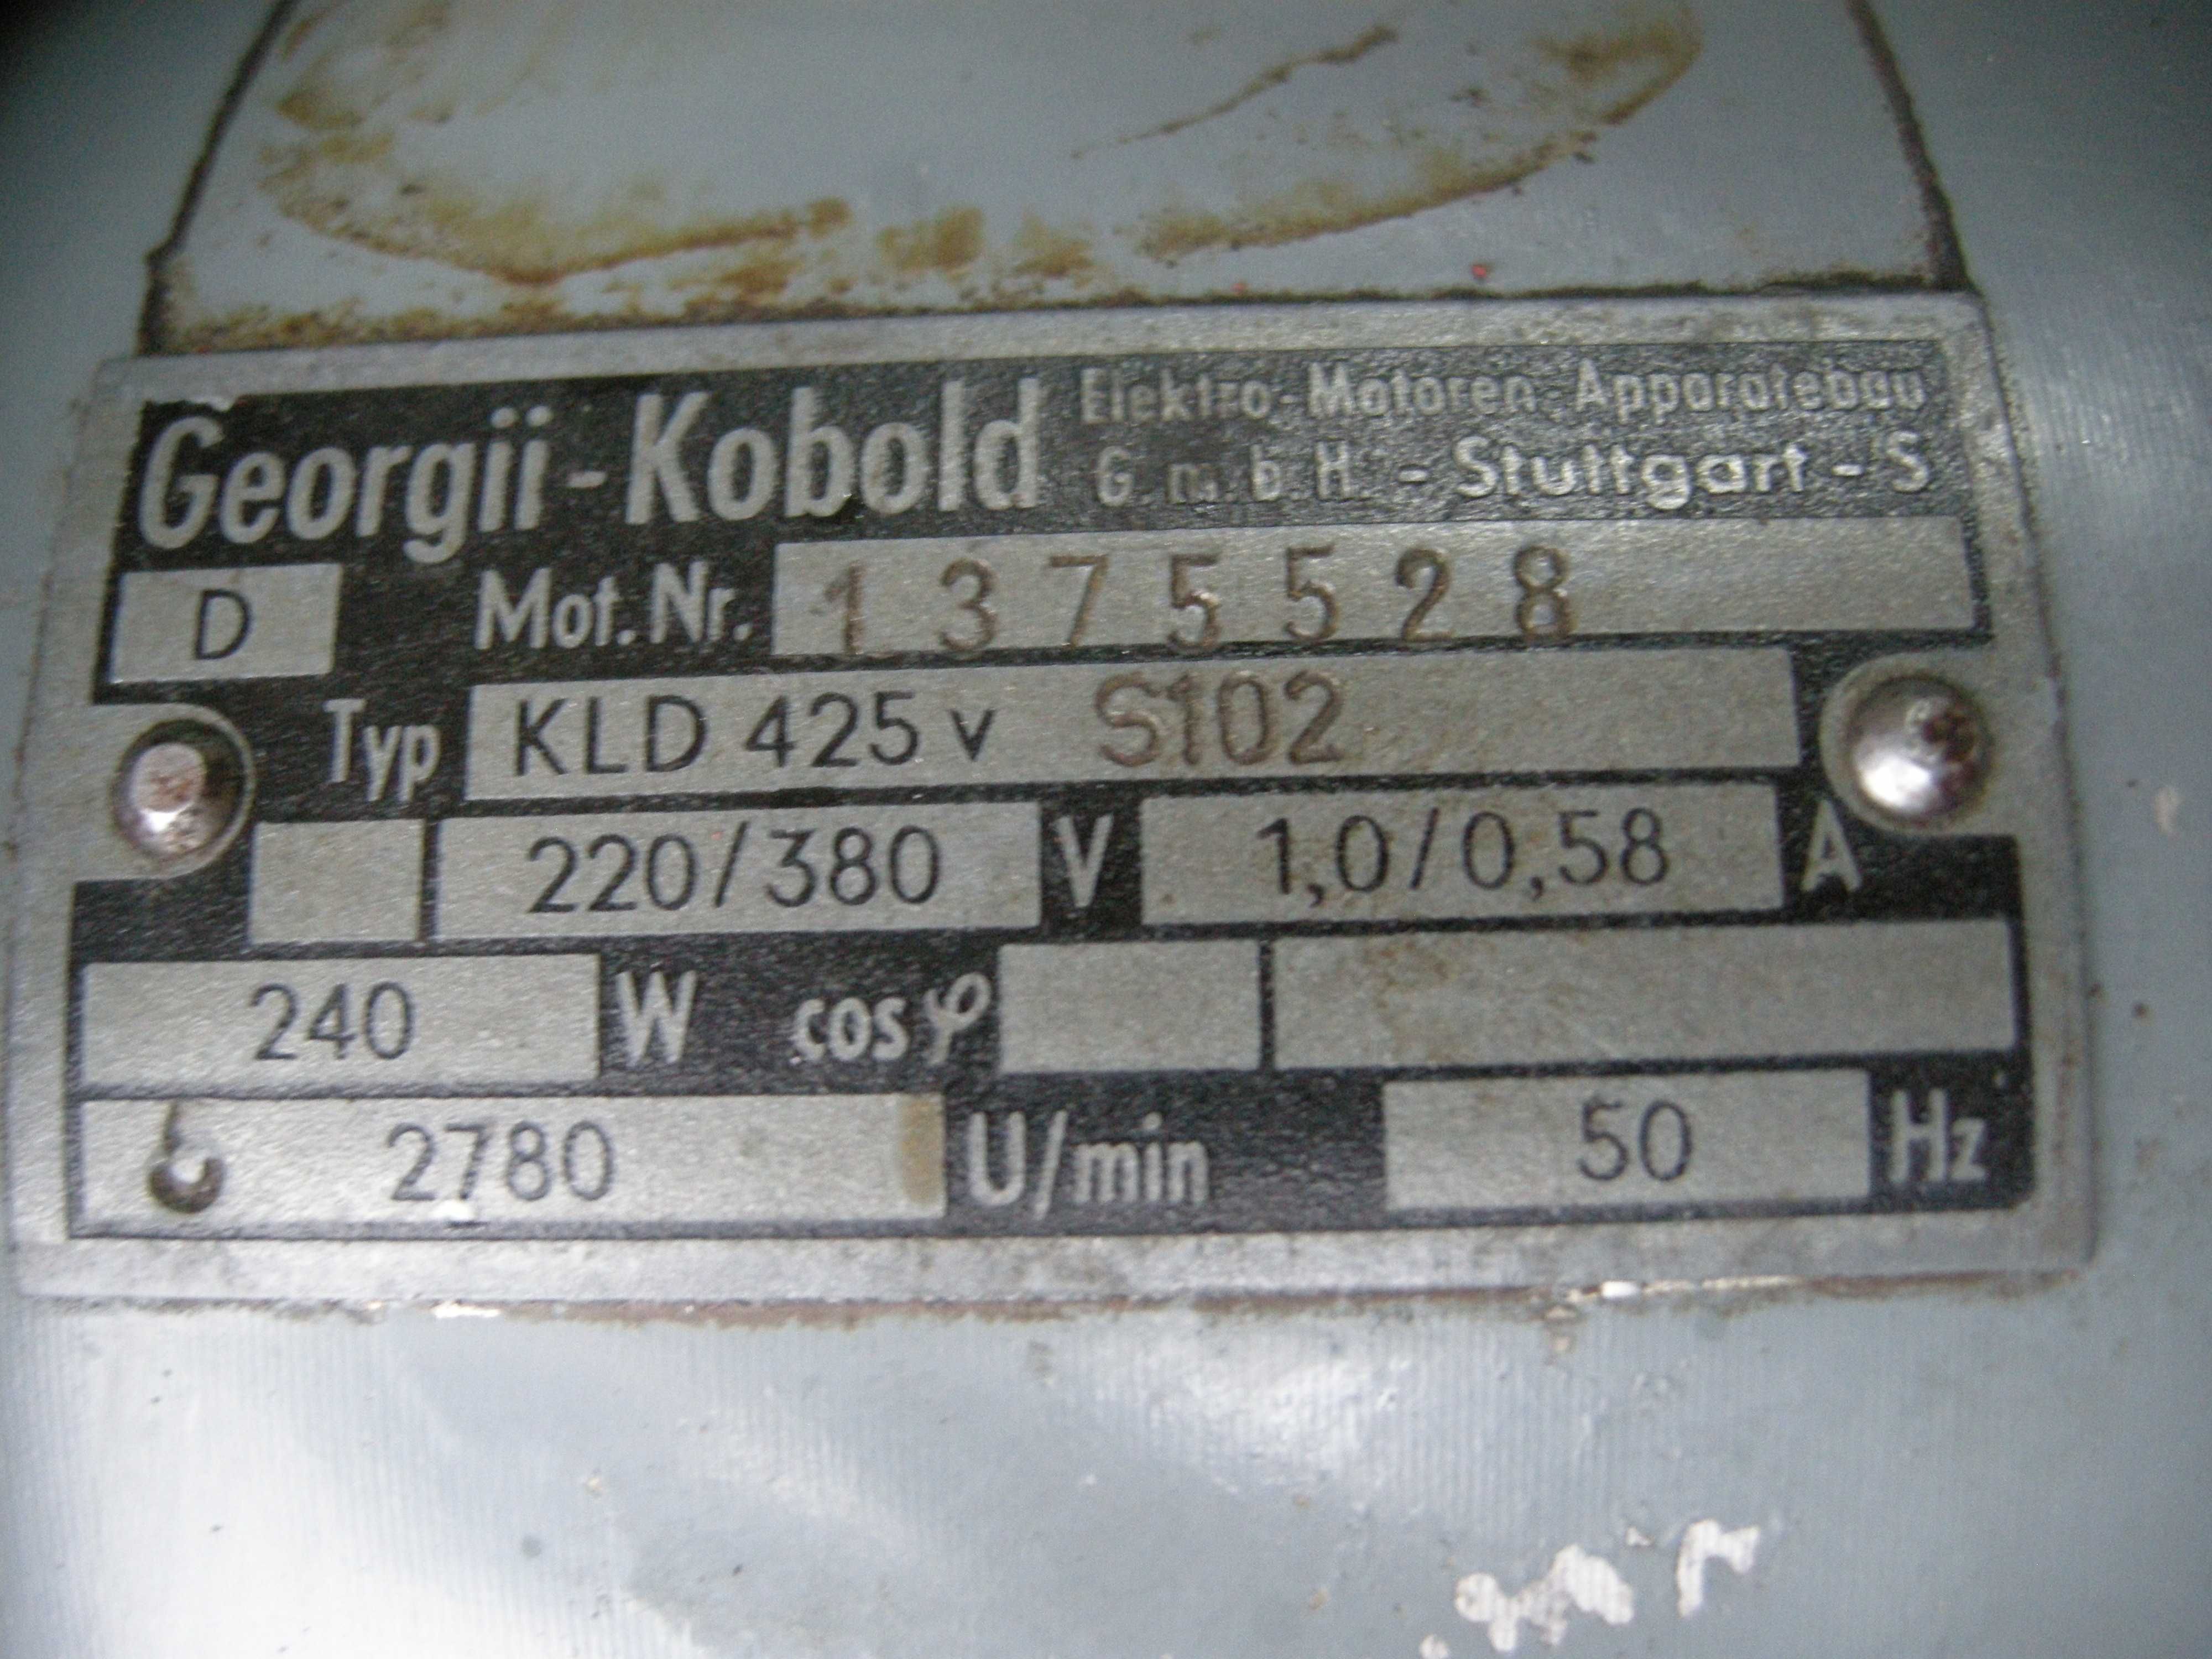 Georgii-Kobold Elektro-Motoren-Apparatebau
G.m.b.H. - Stuttgart - S
D Mot. Nr. 1375528
Typ KLD 425 v S102
220/380 V 1,0/0,58 A
240 W cos φ
6 2780 U/min 50 Hz